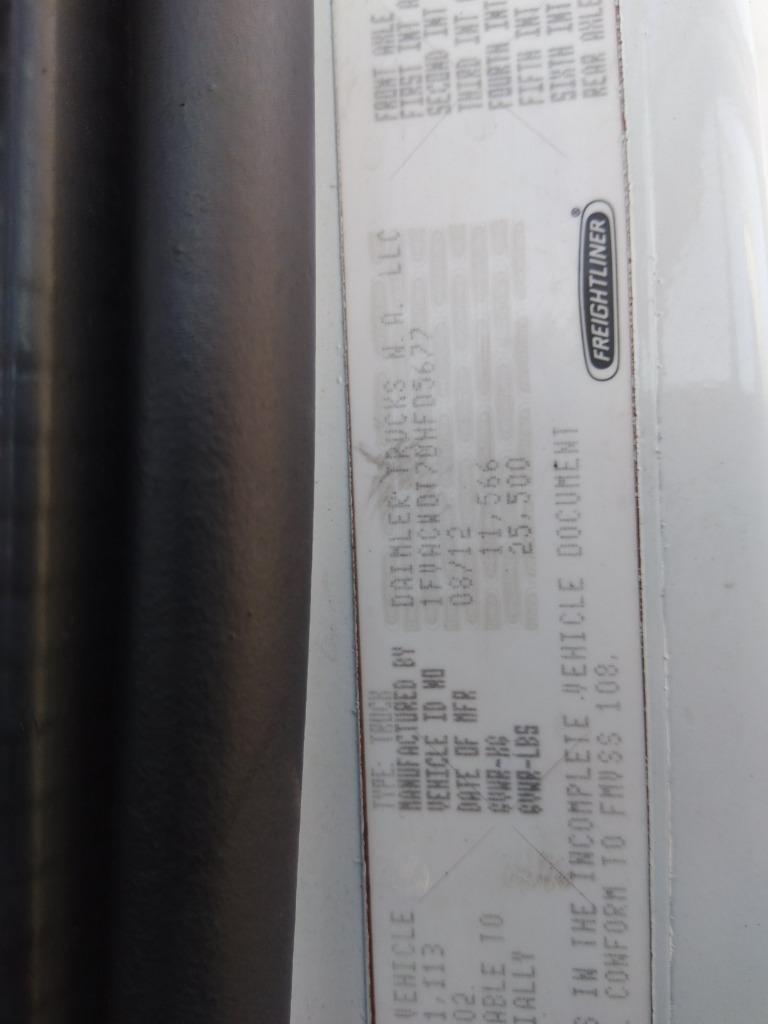 VEHICLE
1,113
02.
ABLE TO
IALLY
TYPE: TRUCK
MANUFACTURED BY DAIMLER TRUCKS N.A. LLC
VEHICLE ID NO 1FVACWDT7DHFD5677
DATE OF MFR 08/12
GVWR-KG 11,566
GVWR-LBS 25,500
FRONT AXLE
FIRST INT A
SECOND INT
THIRD INT
FOURTH INT
FIFTH INT
SIXTH INT
REAR AXLE
IN THE INCOMPLETE VEHICLE DOCUMENT
CONFORM TO FMVSS 108,
FREIGHTLINER®